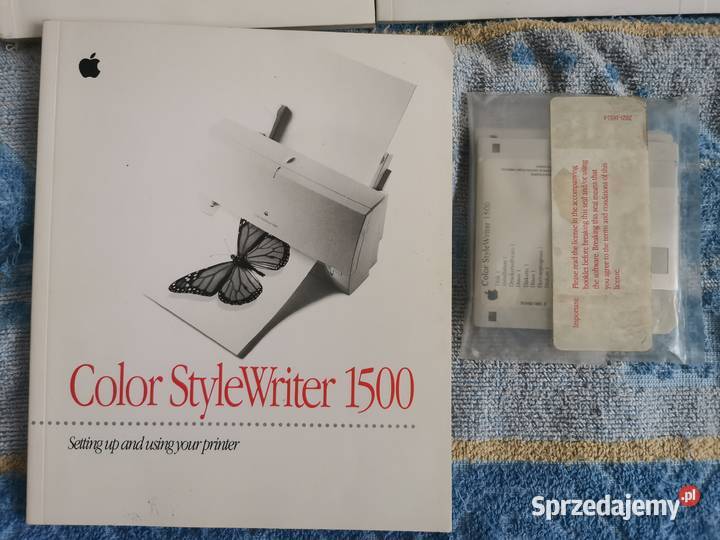 Color StyleWriter 1500
Setting up and using your printer
Color StyleWriter 1500
Important:
Please read the license in the accompanying
booklet before breaking this seal and/or using
the software. Breaking this seal means that
you agree to the terms and conditions of this
license.
Sprzedajemy.pl